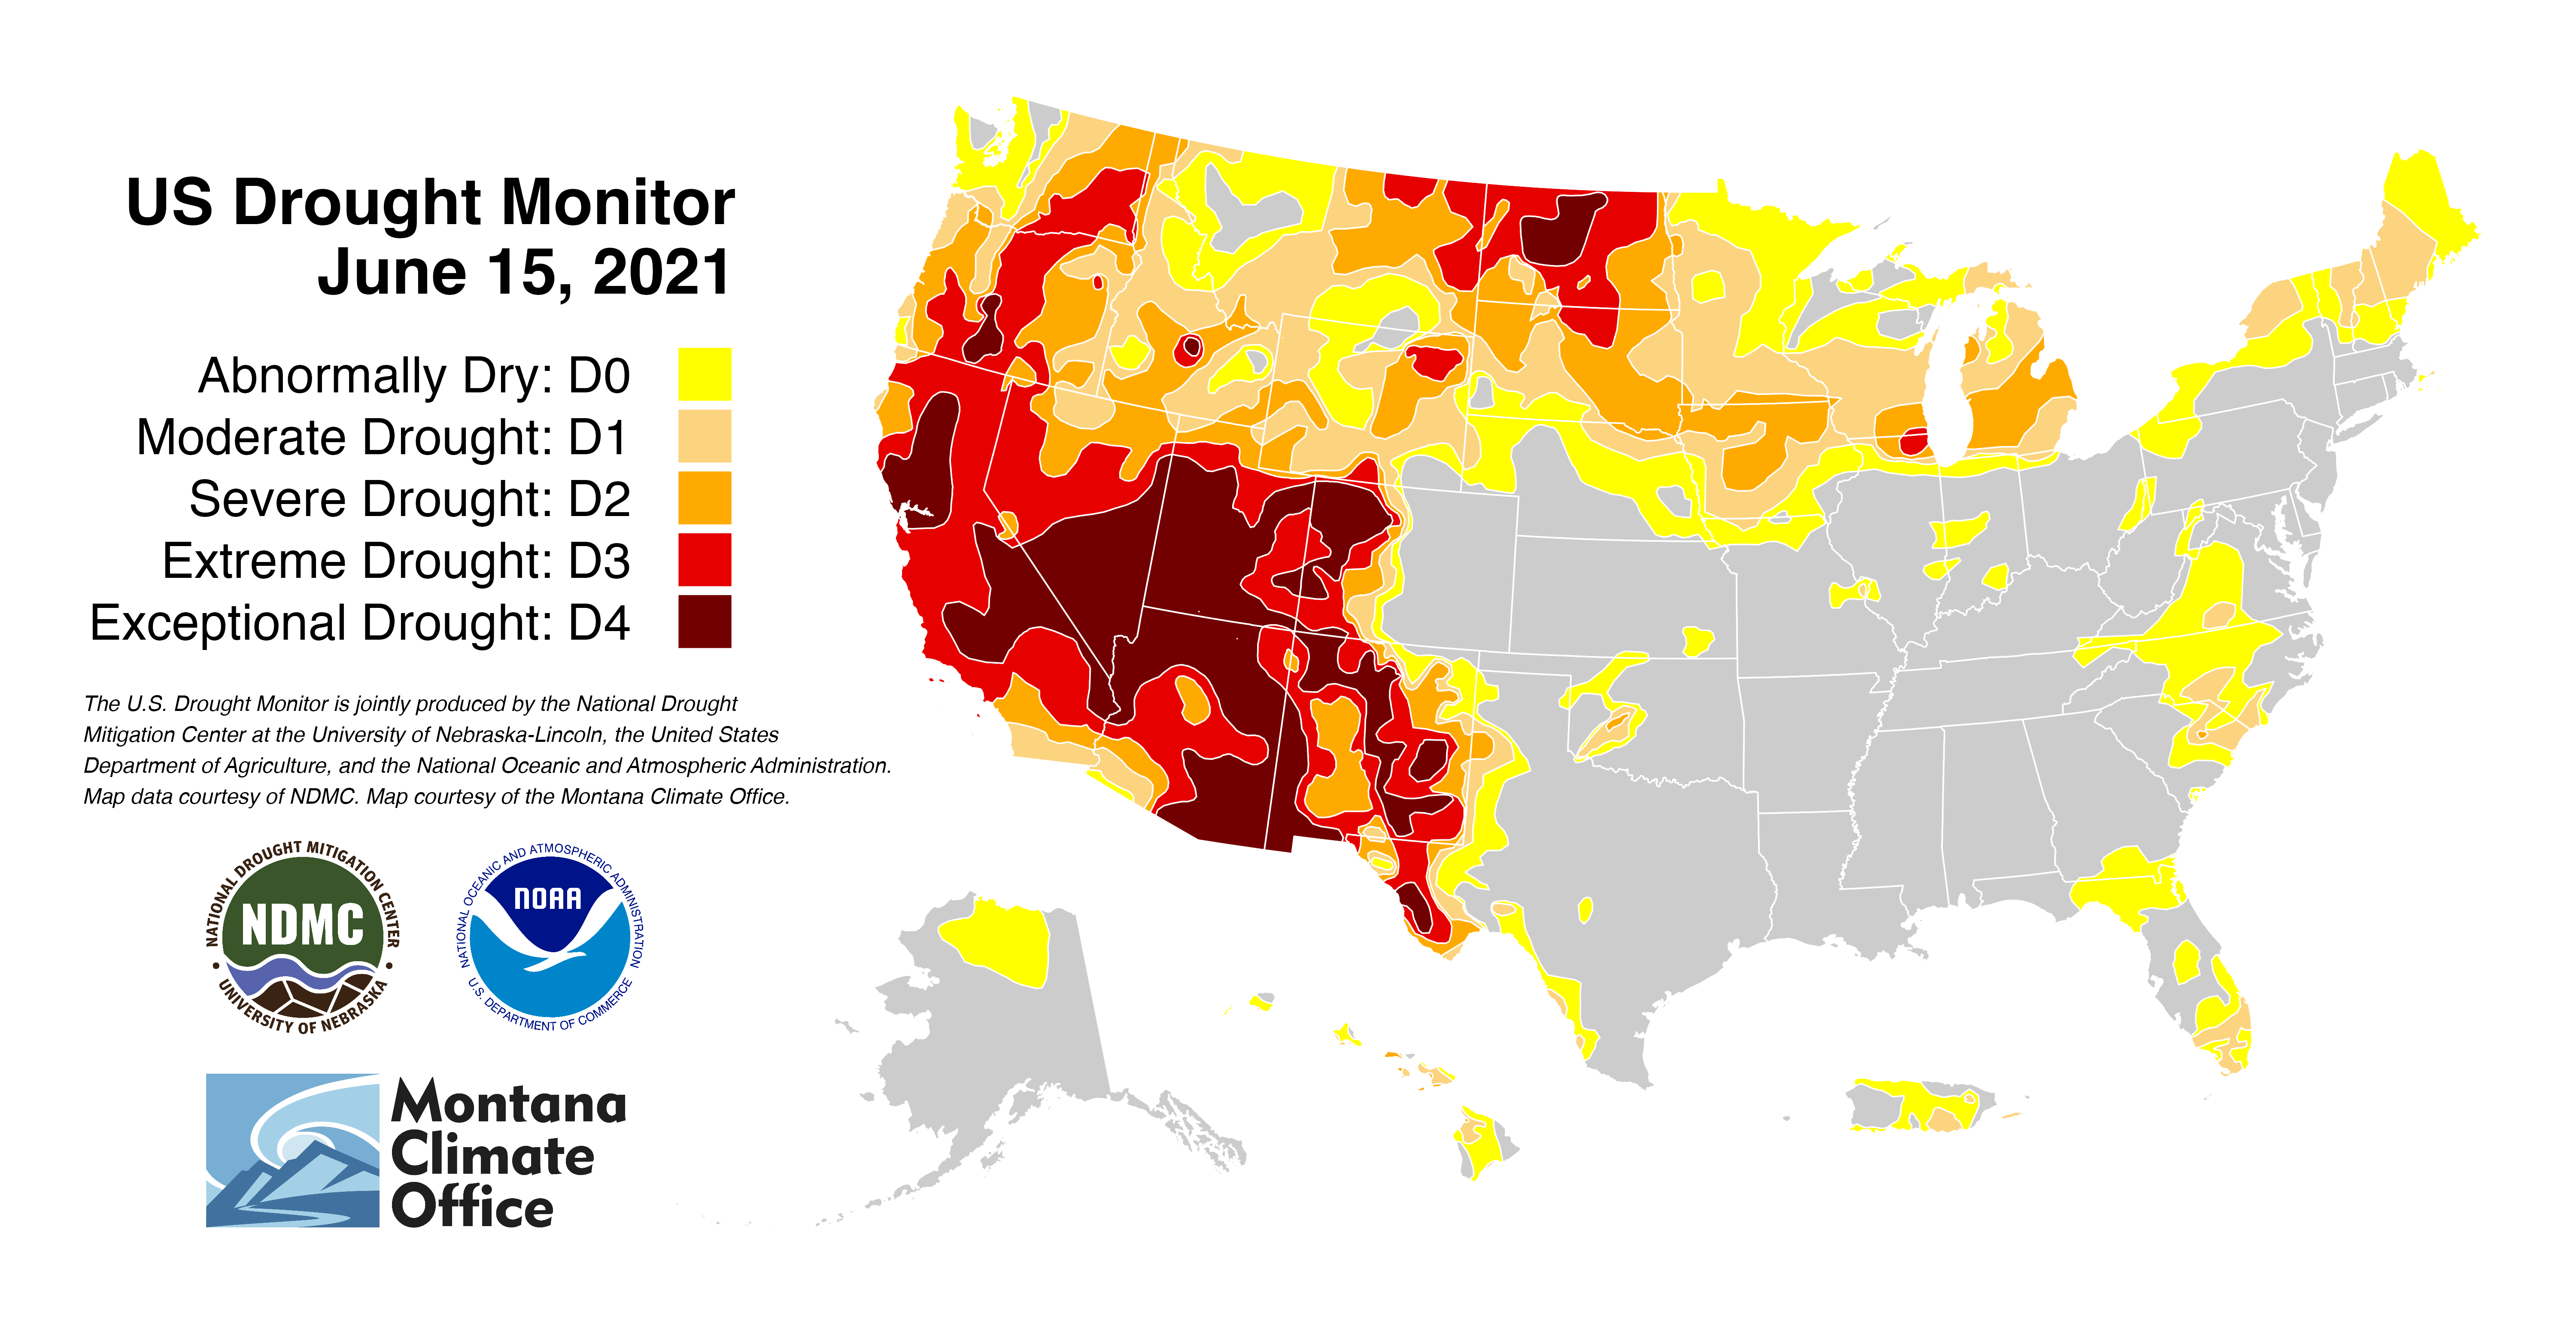 US Drought Monitor
June 15, 2021
Abnormally Dry: D0
Moderate Drought: D1
Severe Drought: D2
Extreme Drought: D3
Exceptional Drought: D4
The U.S. Drought Monitor is jointly produced by the National Drought
Mitigation Center at the University of Nebraska-Lincoln, the United States
Department of Agriculture, and the National Oceanic and Atmospheric Administration.
Map data courtesy of NDMC. Map courtesy of the Montana Climate Office.
NATIONAL DROUGHT MITIGATION CENTER
NDMC
UNIVERSITY OF NEBRASKA
NATIONAL OCEANIC AND ATMOSPHERIC ADMINISTRATION
NOAA
U.S. DEPARTMENT OF COMMERCE
Montana
Climate
Office